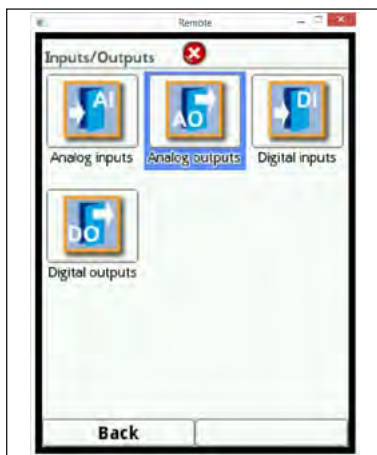 Remote
Inputs/Outputs
AI
AO
DI
Analog inputs
Analog outputs
Digital inputs
DO
Digital outputs
Back